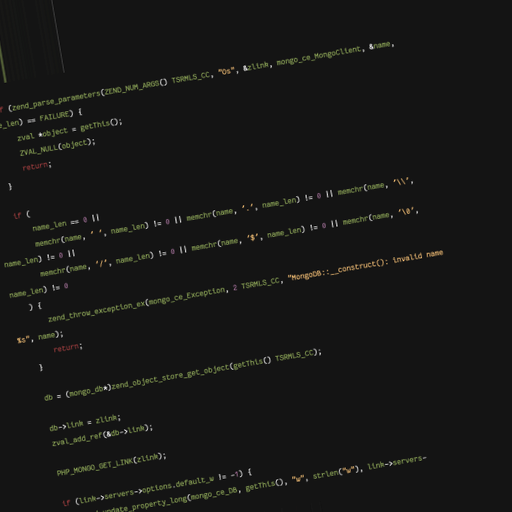 (zend_parse_parameters(ZEND_NUM_ARGS() TSRMLS_CC, "Os", &zlink, mongo_ce_MongoClient, &name,
e_len) == FAILURE) {
zval *object = getThis();
ZVAL_NULL(object);
return;
}
if (
name_len == 0 ||
memchr(name, ' ', name_len) != 0 || memchr(name, '.', name_len) != 0 || memchr(name, '\\',
name_len) != 0 ||
memchr(name, '/', name_len) != 0 || memchr(name, '$', name_len) != 0 || memchr(name, '\0',
name_len) != 0
) {
zend_throw_exception_ex(mongo_ce_Exception, 2 TSRMLS_CC, "MongoDB::__construct(): invalid name
%s", name);
return;
}
db = (mongo_db*)zend_object_store_get_object(getThis() TSRMLS_CC);
db->link = zlink;
zval_add_ref(&db->link);
PHP_MONGO_GET_LINK(zlink);
if (link->servers->options.default_w != -1) {
update_property_long(mongo_ce_DB, getThis(), "w", strlen("w"), link->servers-